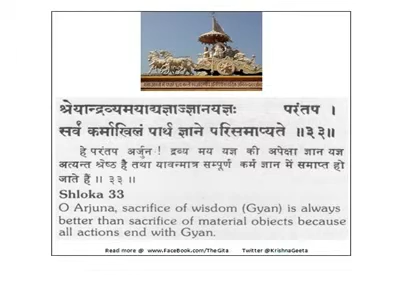 श्रेयान्द्रव्यमयाद्यज्ञाज्ज्ञानयज्ञः परंतप ।
सर्वं कर्माखिलं पार्थ ज्ञाने परिसमाप्यते ॥३३॥
हे परंतप अर्जुन ! द्रव्य मय यज्ञ की अपेक्षा ज्ञान यज्ञ
अत्यन्त श्रेष्ठ है तथा यावन्मात्र सम्पूर्ण कर्म ज्ञान में समाप्त हो
जाते हैं ॥ ३३ ॥
Shloka 33
O Arjuna, sacrifice of wisdom (Gyan) is always
better than sacrifice of material objects because
all actions end with Gyan.
Read more @ www.FaceBook.com/TheGita Twitter @KrishnaGeeta